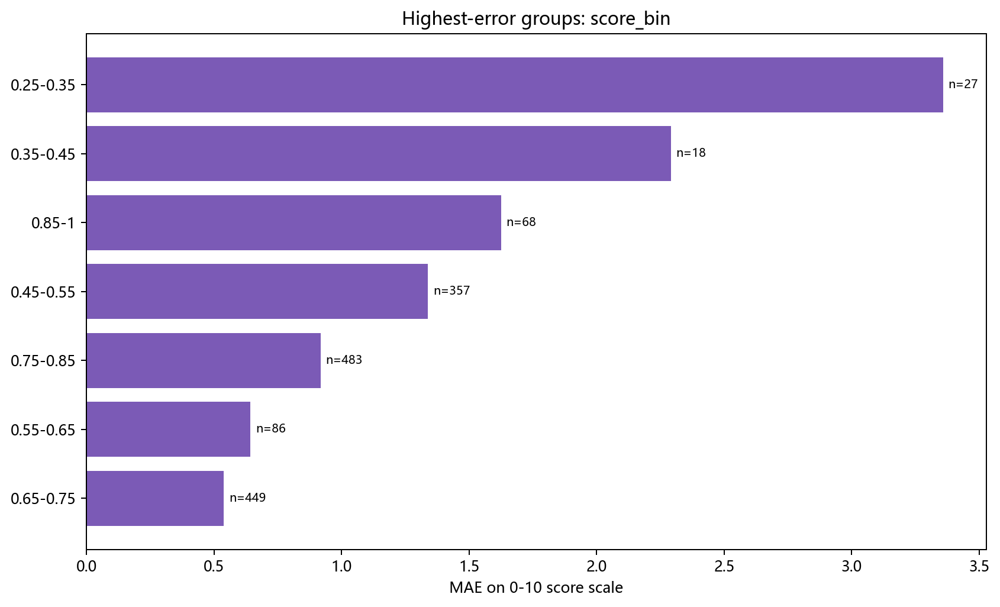 Highest-error groups: score_bin
0.25-0.35
n=27
0.35-0.45
n=18
0.85-1
n=68
0.45-0.55
n=357
0.75-0.85
n=483
0.55-0.65
n=86
0.65-0.75
n=449
0.0 0.5 1.0 1.5 2.0 2.5 3.0 3.5
MAE on 0-10 score scale